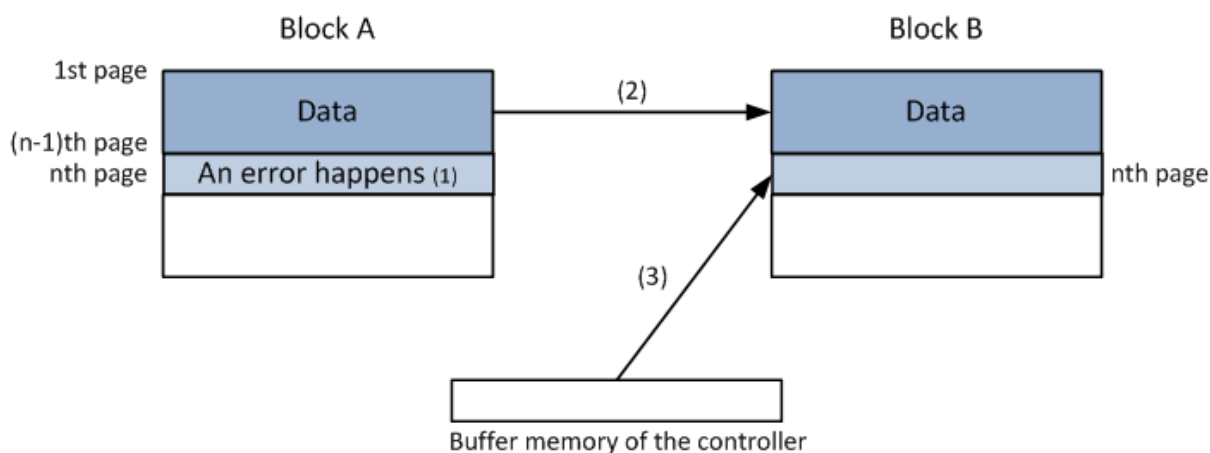 Block A
Block B
1st page
Data
(2)
Data
(n-1)th page
nth page
An error happens (1)
nth page
(3)
Buffer memory of the controller